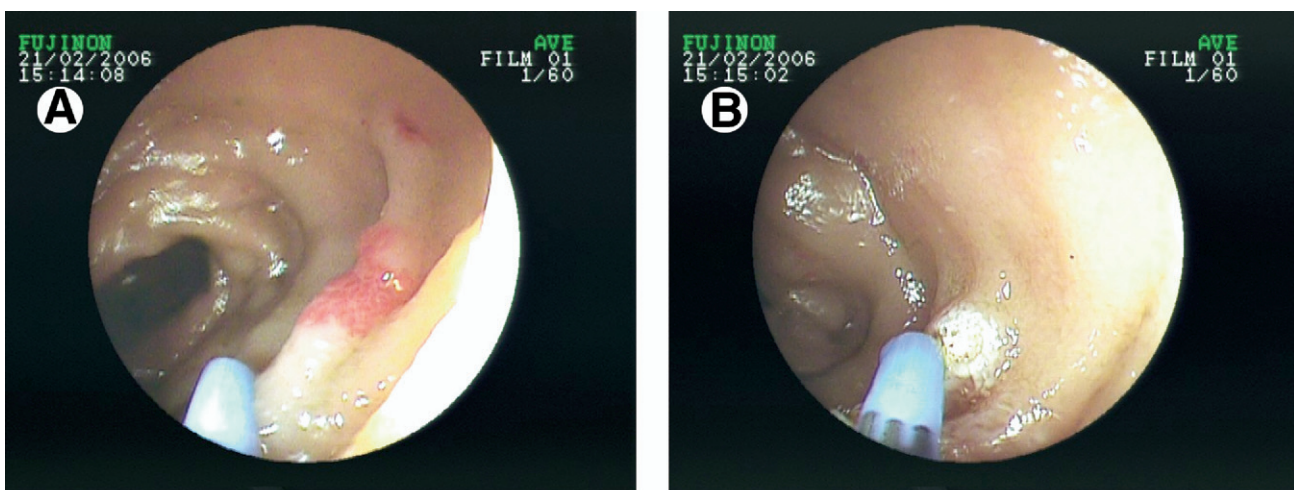 FUJINON
21/02/2006
15:14:08
A
AVE
FILM 01
1/60
FUJINON
21/02/2006
15:15:02
B
AVE
FILM 01
1/60